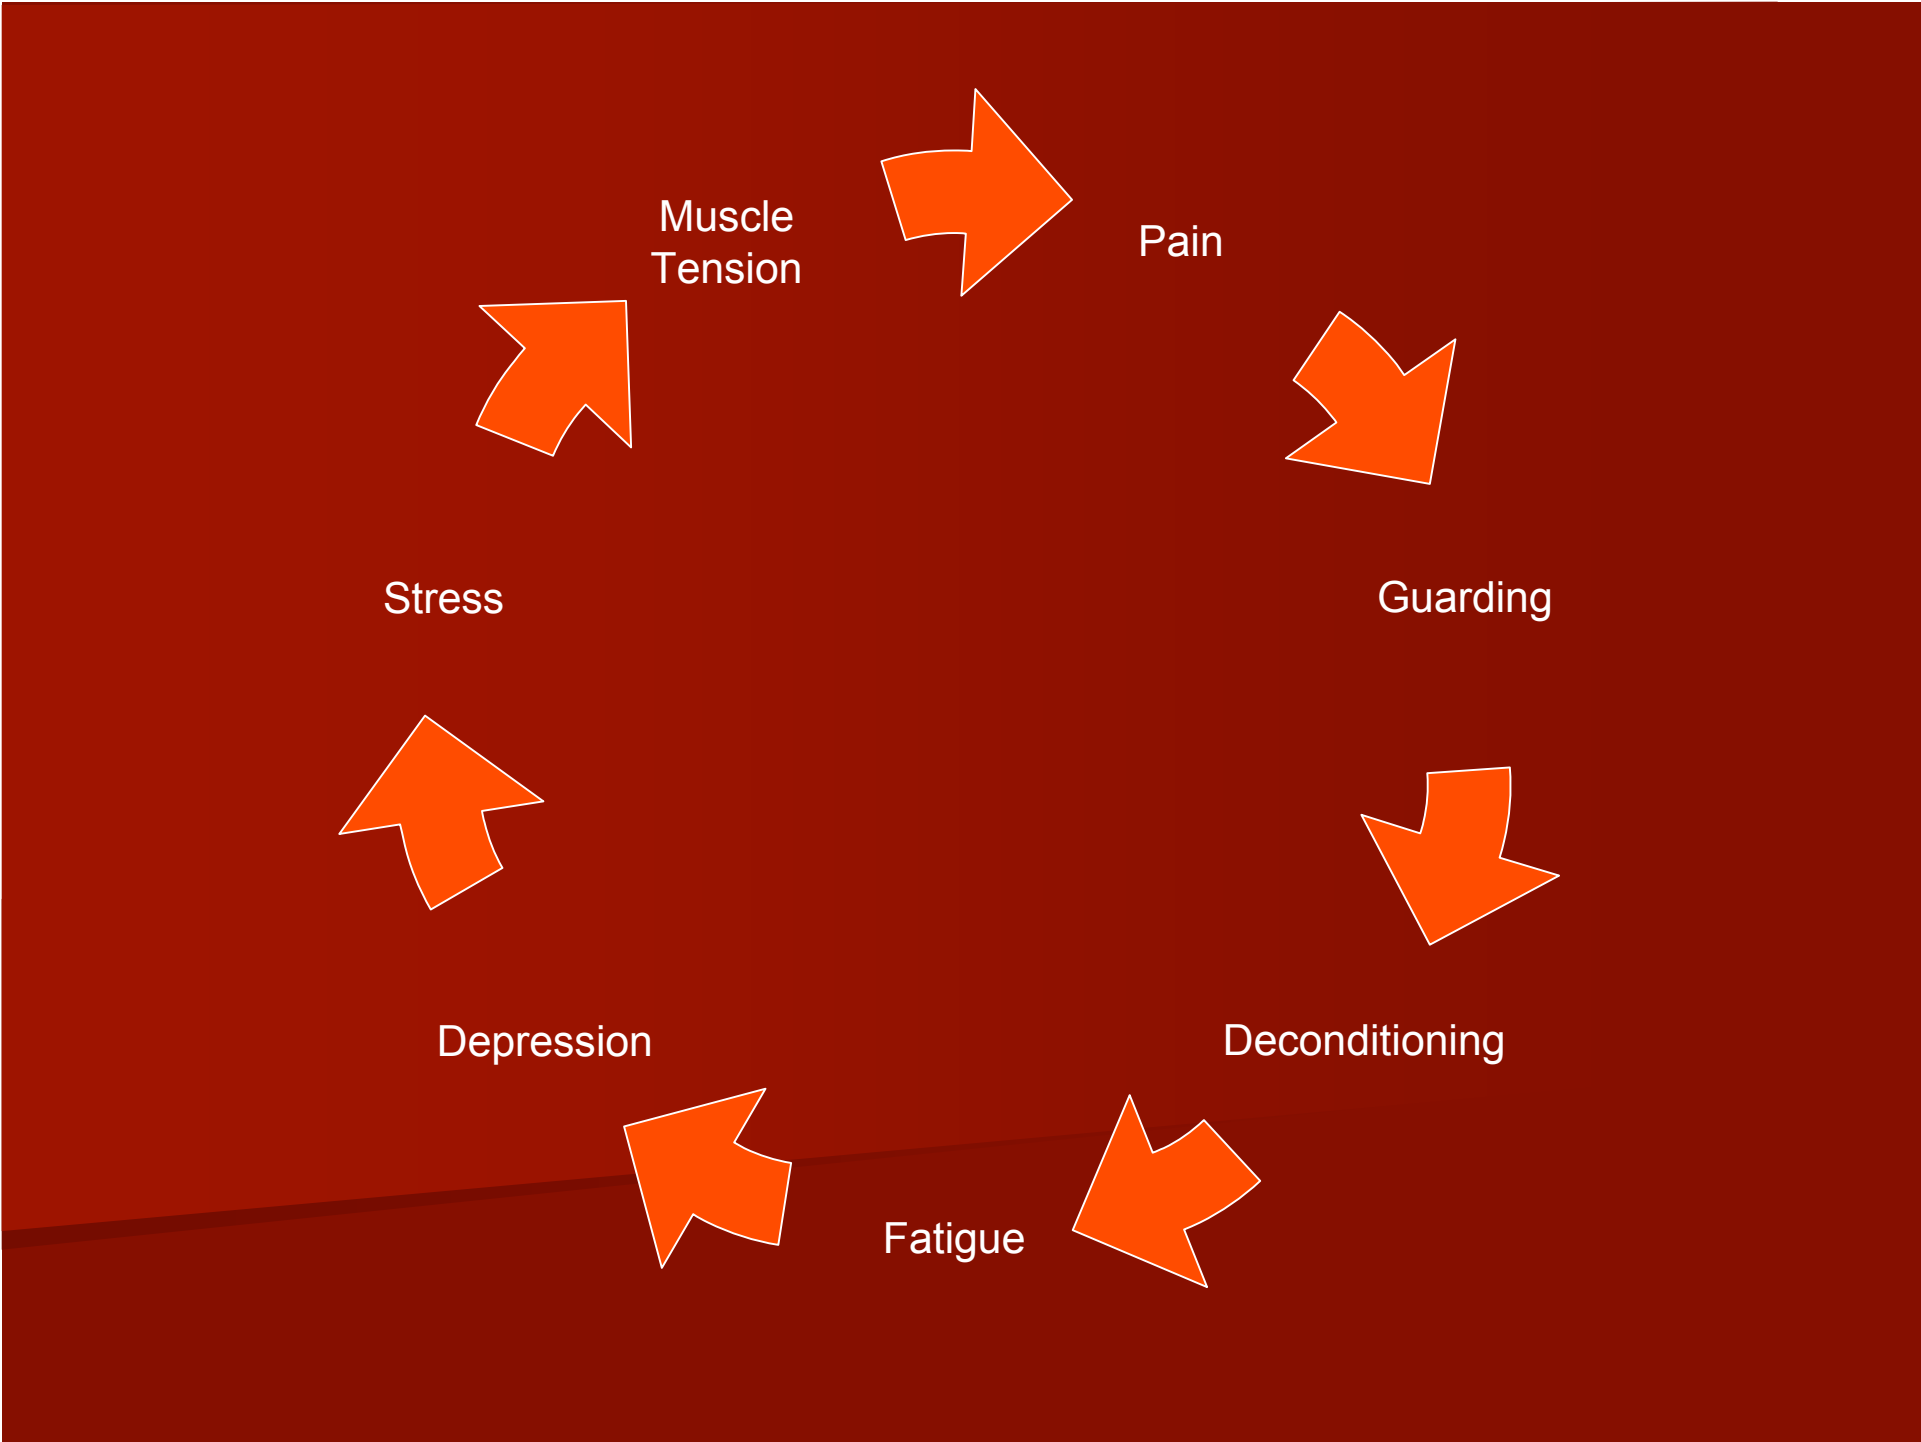 Muscle
Tension
Pain
Stress
Guarding
Depression
Deconditioning
Fatigue